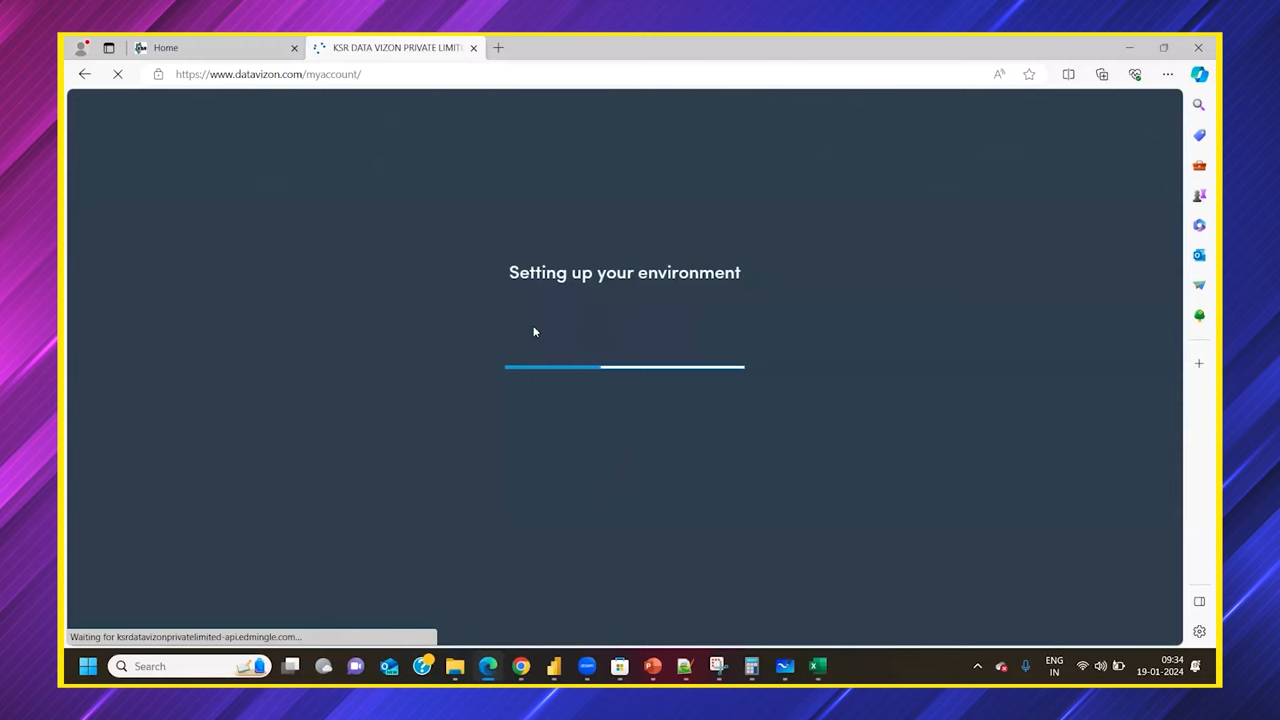 Home
KSR DATA VIZON PRIVATE LIMIT
https://www.datavizon.com/myaccount/
Setting up your environment
Waiting for ksrdatavizonprivatelimited-api.edmingle.com...
Search
ENG
IN
09:34
19-01-2024